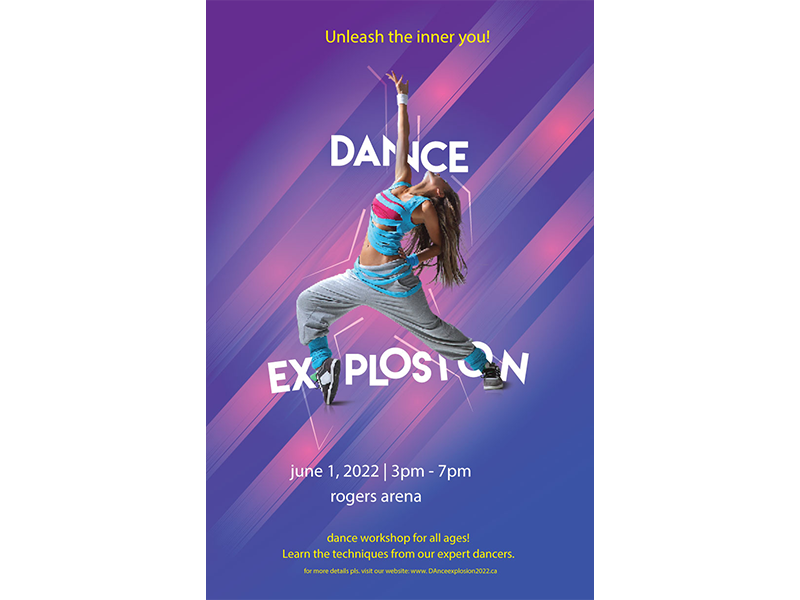 Unleash the inner you!
DANCE
EXPLOSION
june 1, 2022 | 3pm - 7pm
rogers arena
dance workshop for all ages!
Learn the techniques from our expert dancers.
for more details pls. visit our website: www. DAnceexplosion2022.ca